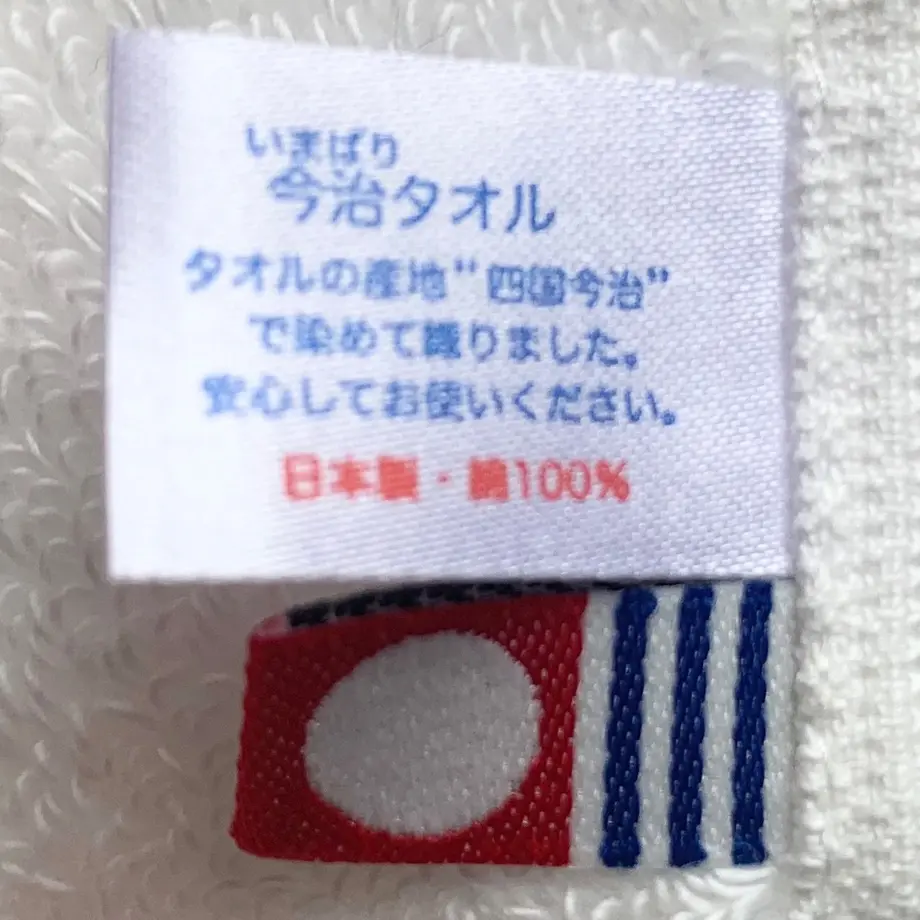 いまばり
今治タオル
タオルの産地"四国今治"
で染めて織りました。
安心してお使いください。
日本製・綿100%